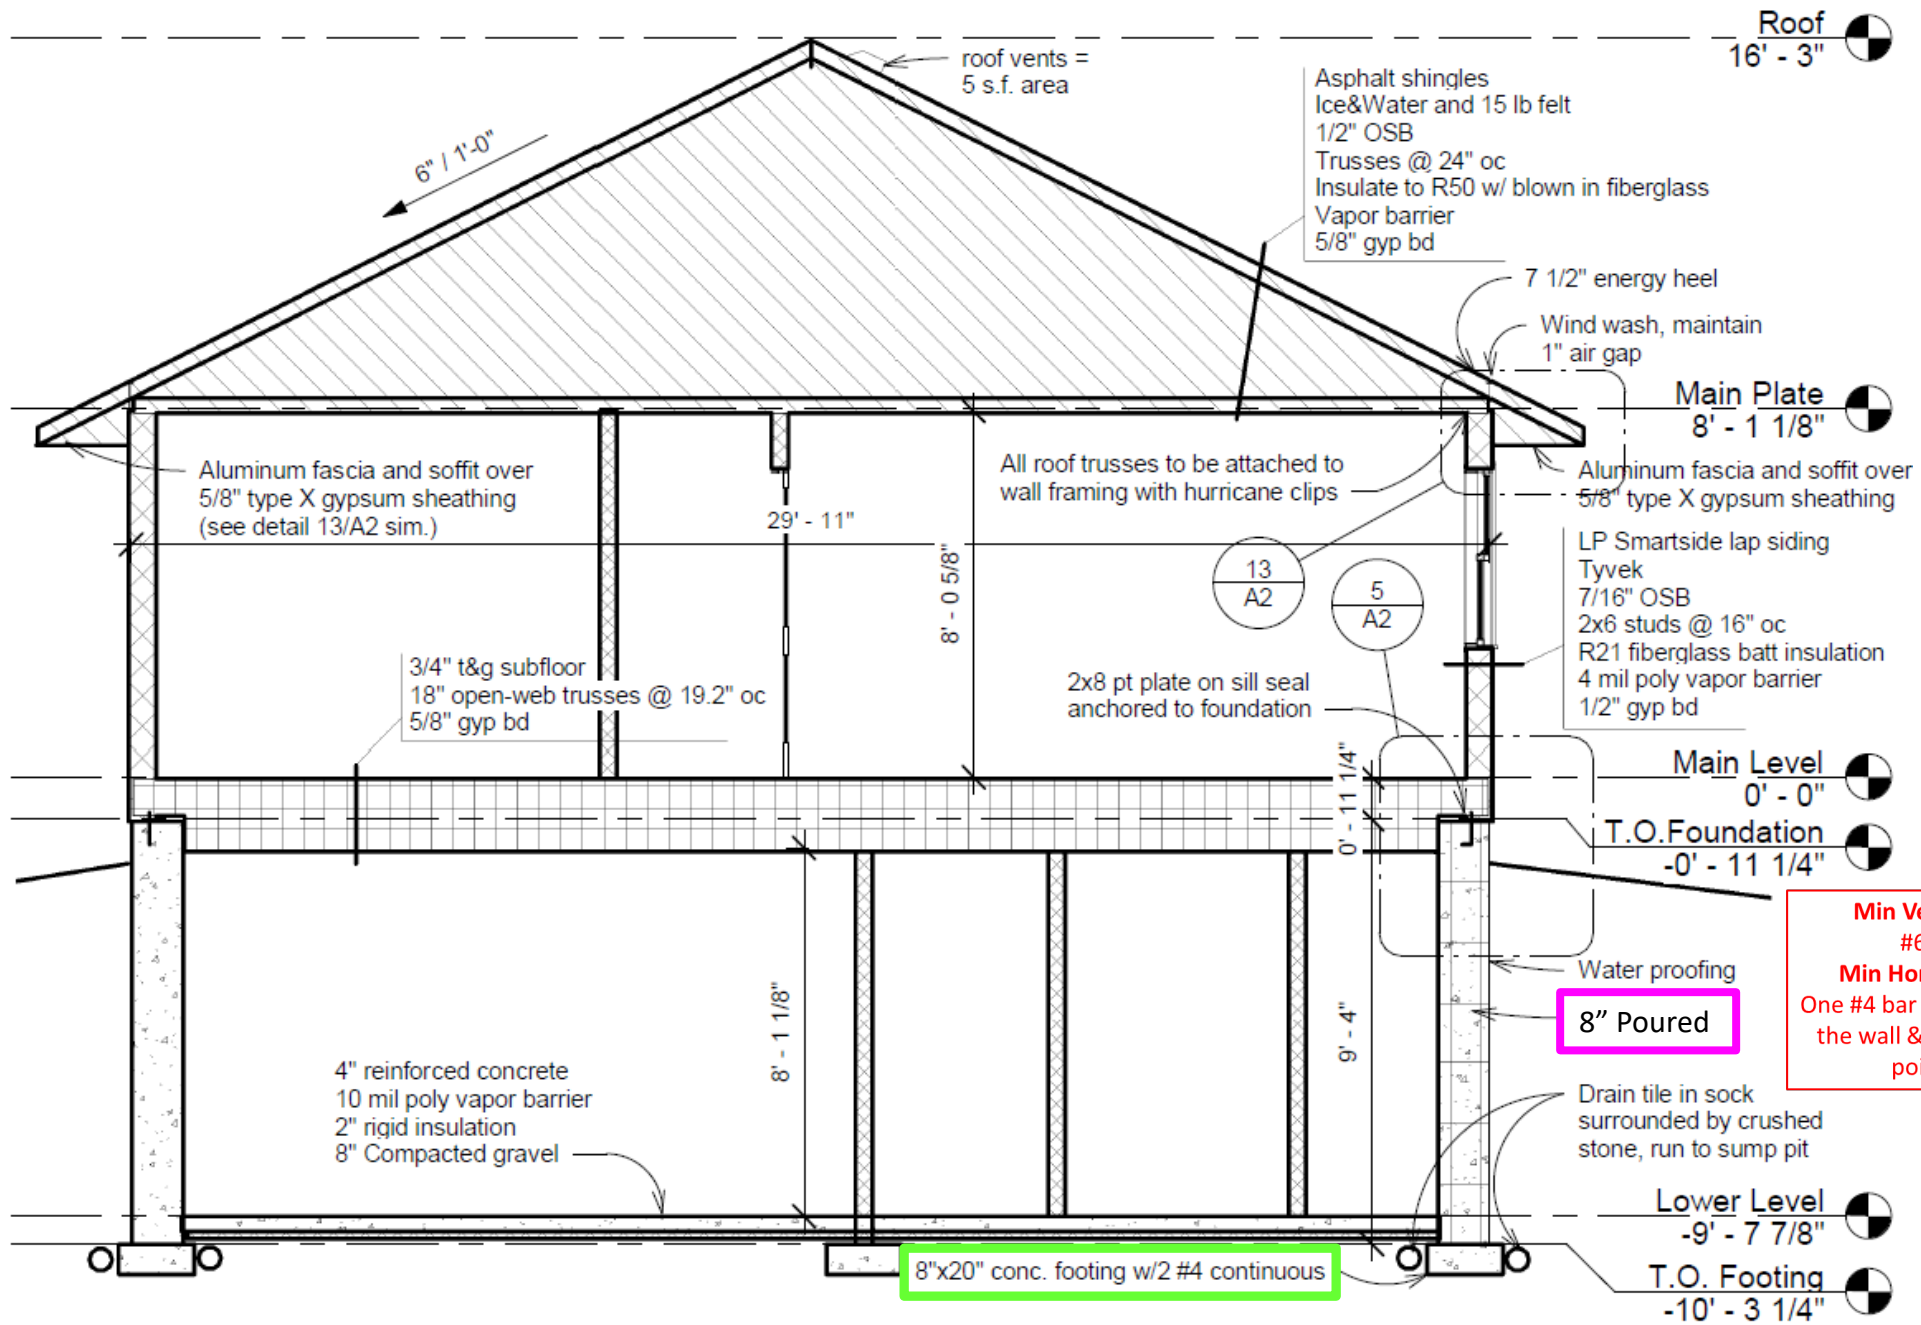 Roof
16' - 3"
roof vents =
5 s.f. area
6" / 1'-0"
Asphalt shingles
Ice&Water and 15 lb felt
1/2" OSB
Trusses @ 24" oc
Insulate to R50 w/ blown in fiberglass
Vapor barrier
5/8" gyp bd
7 1/2" energy heel
Wind wash, maintain
1" air gap
Main Plate
8' - 1 1/8"
Aluminum fascia and soffit over
5/8" type X gypsum sheathing
(see detail 13/A2 sim.)
All roof trusses to be attached to
wall framing with hurricane clips
Aluminum fascia and soffit over
5/8" type X gypsum sheathing
29' - 11"
8' - 0 5/8"
13
A2
5
A2
LP Smartside lap siding
Tyvek
7/16" OSB
2x6 studs @ 16" oc
R21 fiberglass batt insulation
4 mil poly vapor barrier
1/2" gyp bd
3/4" t&g subfloor
18" open-web trusses @ 19.2" oc
5/8" gyp bd
2x8 pt plate on sill seal
anchored to foundation
0' - 11 1/4"
Main Level
0' - 0"
T.O.Foundation
-0' - 11 1/4"
Min Ve
#6
Min Hor
One #4 bar
the wall &
poi
Water proofing
8” Poured
8' - 1 1/8"
9' - 4"
4" reinforced concrete
10 mil poly vapor barrier
2" rigid insulation
8" Compacted gravel
Drain tile in sock
surrounded by crushed
stone, run to sump pit
Lower Level
-9' - 7 7/8"
8"x20" conc. footing w/2 #4 continuous
T.O. Footing
-10' - 3 1/4"